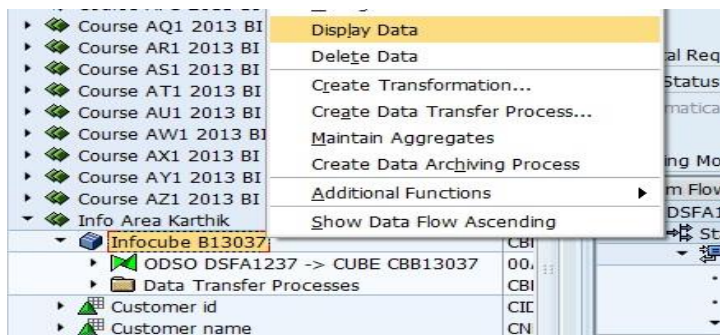 Course AQ1 2013 BI
Course AR1 2013 BI
Course AS1 2013 BI
Course AT1 2013 BI
Course AU1 2013 BI
Course AW1 2013 BI
Course AX1 2013 BI
Course AY1 2013 BI
Course AZ1 2013 BI
Info Area Karthik
Infocube B13037
ODSO DSFA1237 -> CUBE CBB13037 00
Data Transfer Processes CBI
Customer id CIE
Customer name CN
Display Data
Delete Data
Create Transformation...
Create Data Transfer Process...
Maintain Aggregates
Create Data Archiving Process
Additional Functions
Show Data Flow Ascending
al Req
Status
matica
ing Mo
m Flow
DSFA1
St